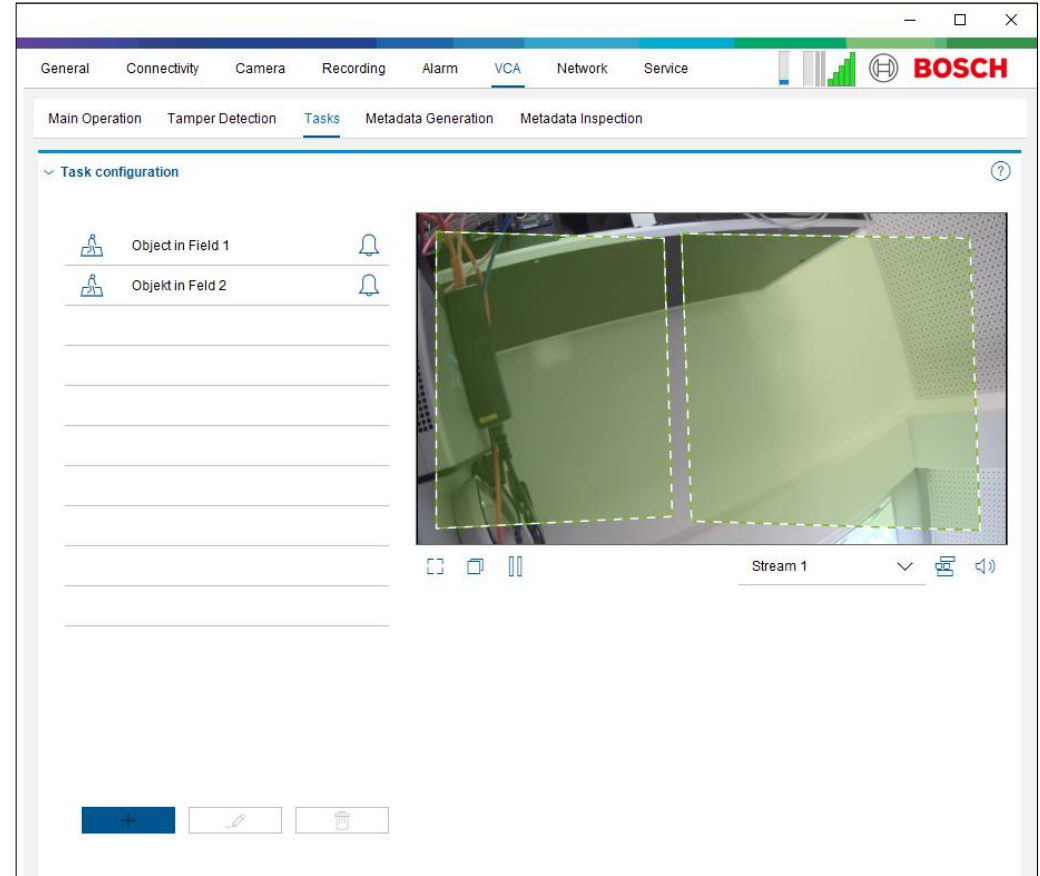 General Connectivity Camera Recording Alarm VCA Network Service BOSCH
Main Operation Tamper Detection Tasks Metadata Generation Metadata Inspection
Task configuration ?
Object in Field 1
Objekt in Feld 2
Stream 1